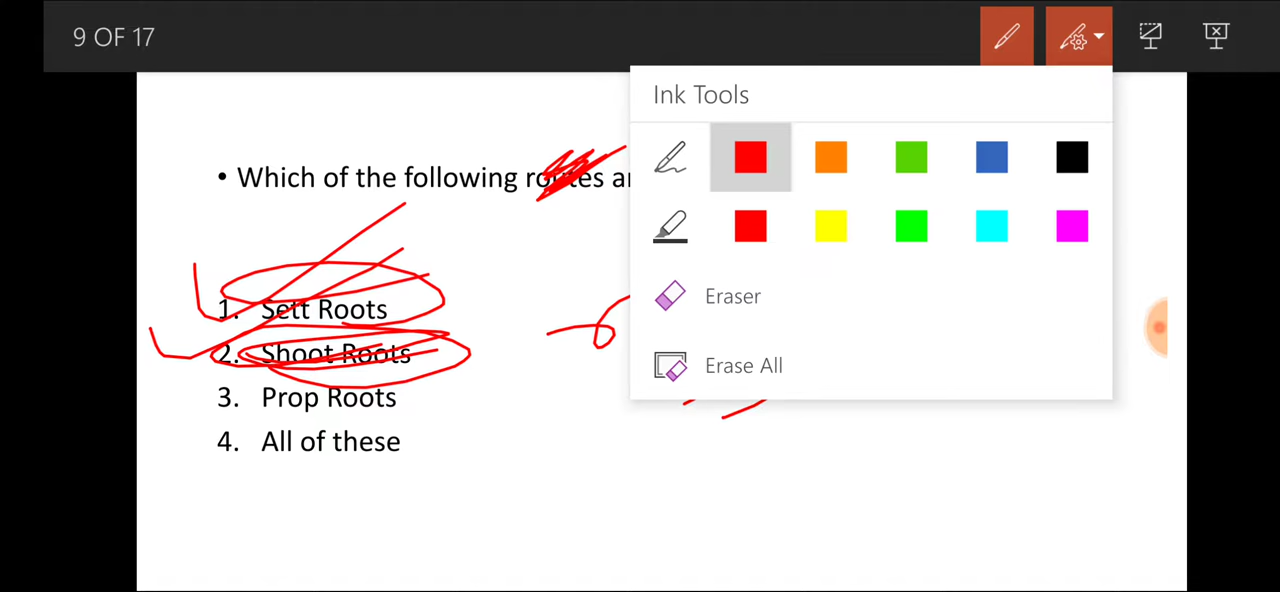 9 OF 17
Ink Tools
• Which of the following routes
1. Sett Roots
2. Shoot Roots
3. Prop Roots
4. All of these
Eraser
Erase All